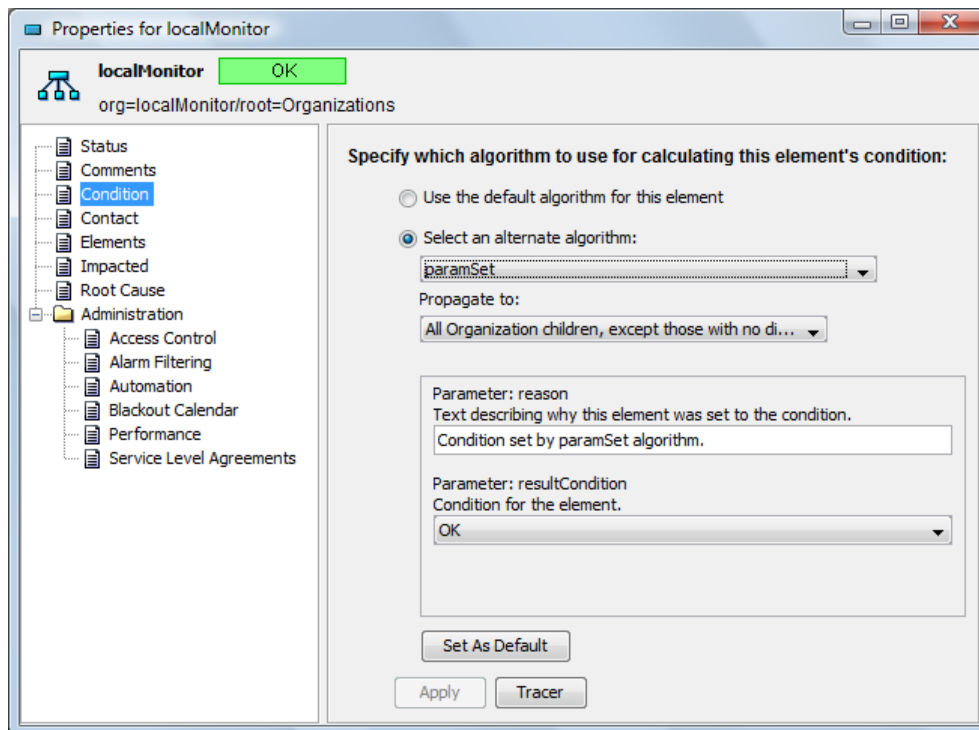 Properties for localMonitor
localMonitor OK
org=localMonitor/root=Organizations
Status
Comments
Condition
Contact
Elements
Impacted
Root Cause
Administration
Access Control
Alarm Filtering
Automation
Blackout Calendar
Performance
Service Level Agreements
Specify which algorithm to use for calculating this element's condition:
Use the default algorithm for this element
Select an alternate algorithm:
paramSet
Propagate to:
All Organization children, except those with no di...
Parameter: reason
Text describing why this element was set to the condition.
Condition set by paramSet algorithm.
Parameter: resultCondition
Condition for the element.
OK
Set As Default
Apply Tracer